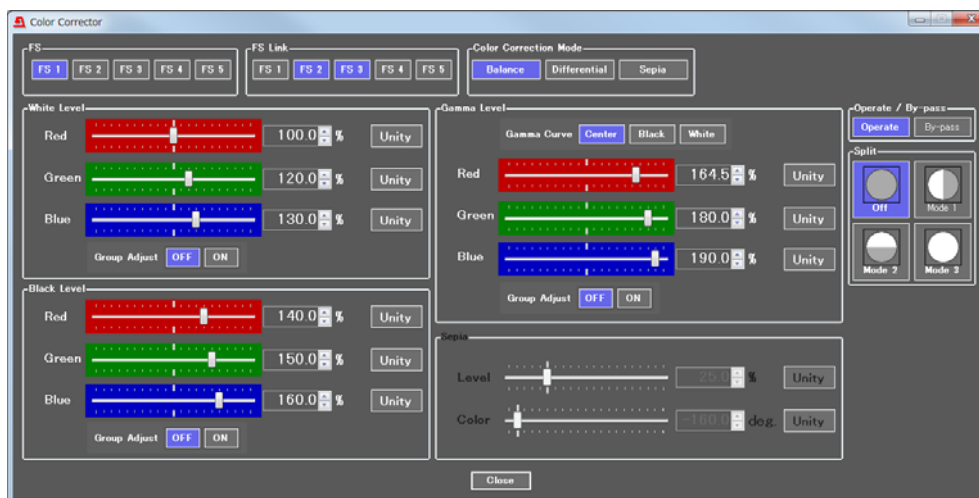 Color Corrector
FS
FS 1 FS 2 FS 3 FS 4 FS 5
FS Link
FS 1 FS 2 FS 3 FS 4 FS 5
Color Correction Mode
Balance Differential Sepia
White Level
Red 100.0 % Unity
Green 120.0 % Unity
Blue 130.0 % Unity
Group Adjust OFF ON
Black Level
Red 140.0 % Unity
Green 150.0 % Unity
Blue 160.0 % Unity
Group Adjust OFF ON
Gamma Level
Gamma Curve Center Black White
Red 164.5 % Unity
Green 180.0 % Unity
Blue 190.0 % Unity
Group Adjust OFF ON
Sepia
Level 25.0 % Unity
Color -160.0 deg. Unity
Operate / By-pass
Operate By-pass
Split
Off Mode 1
Mode 2 Mode 3
Close